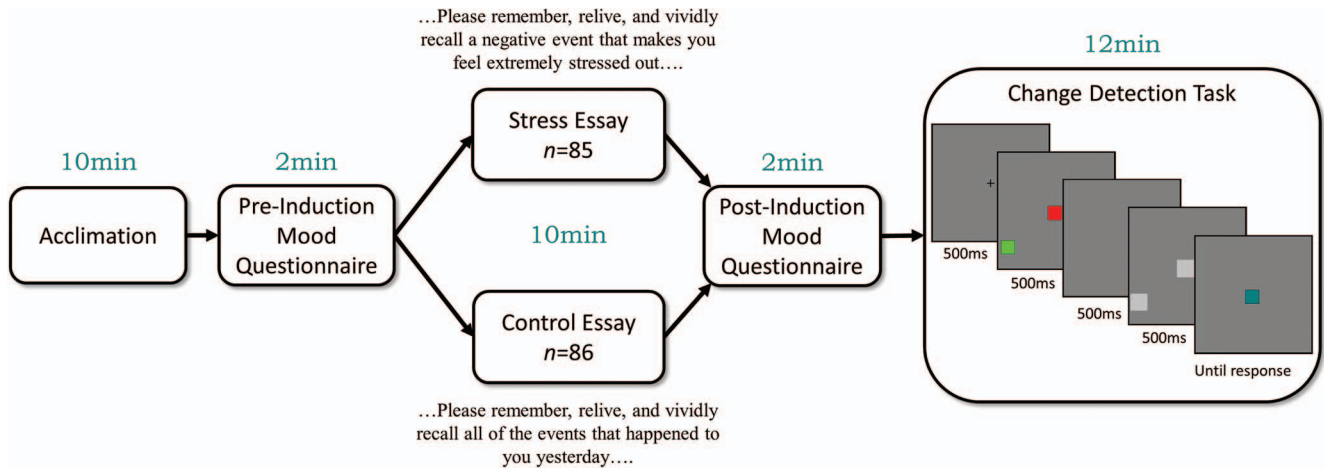 …Please remember, relive, and vividly
recall a negative event that makes you
feel extremely stressed out….
12min
Change Detection Task
10min
Acclimation
2min
Pre-Induction
Mood
Questionnaire
Stress Essay
n=85
10min
Control Essay
n=86
2min
Post-Induction
Mood
Questionnaire
500ms
500ms
500ms
500ms
Until response
…Please remember, relive, and vividly
recall all of the events that happened to
you yesterday….